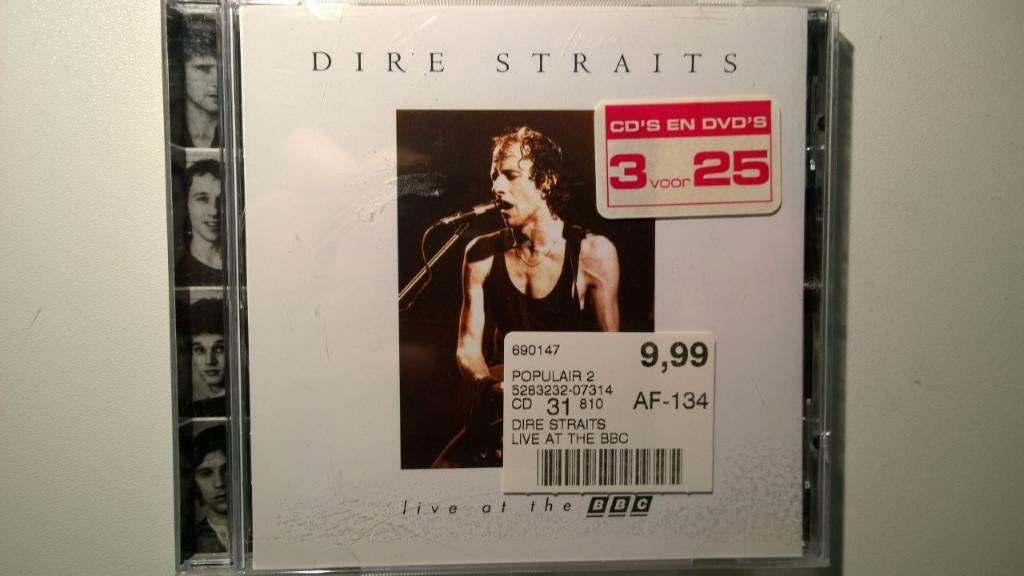 DIRE STRAITS
CD'S EN DVD'S
3 voor 25
690147 9,99
POPULAIR 2
5283232-07314
CD 31 810 AF-134
DIRE STRAITS
LIVE AT THE BBC
live at the BBC